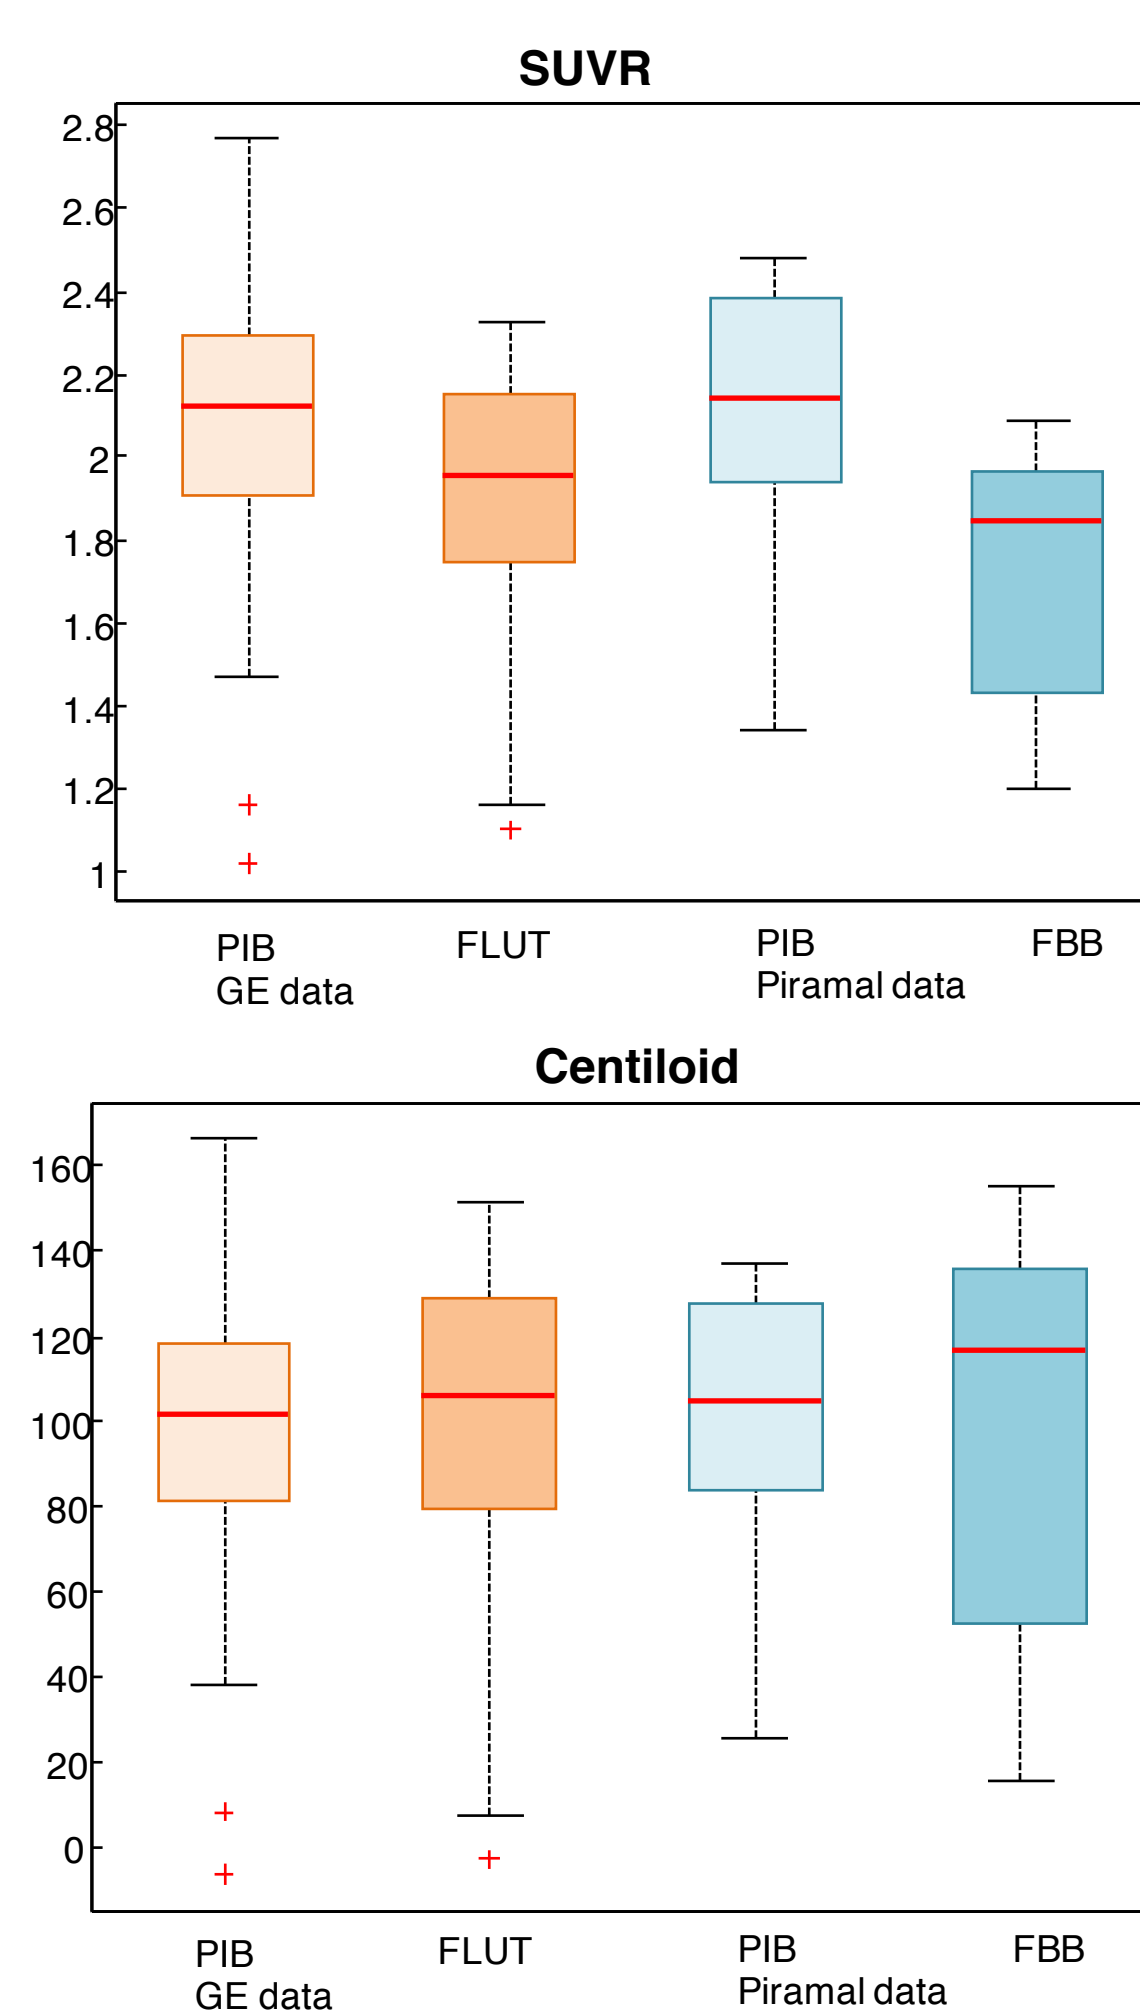 SUVR
2.8
2.6
2.4
2.2
2
1.8
1.6
1.4
1.2
1
PIB
GE data
FLUT
PIB
Piramal data
FBB
Centiloid
160
140
120
100
80
60
40
20
0
PIB
GE data
FLUT
PIB
Piramal data
FBB